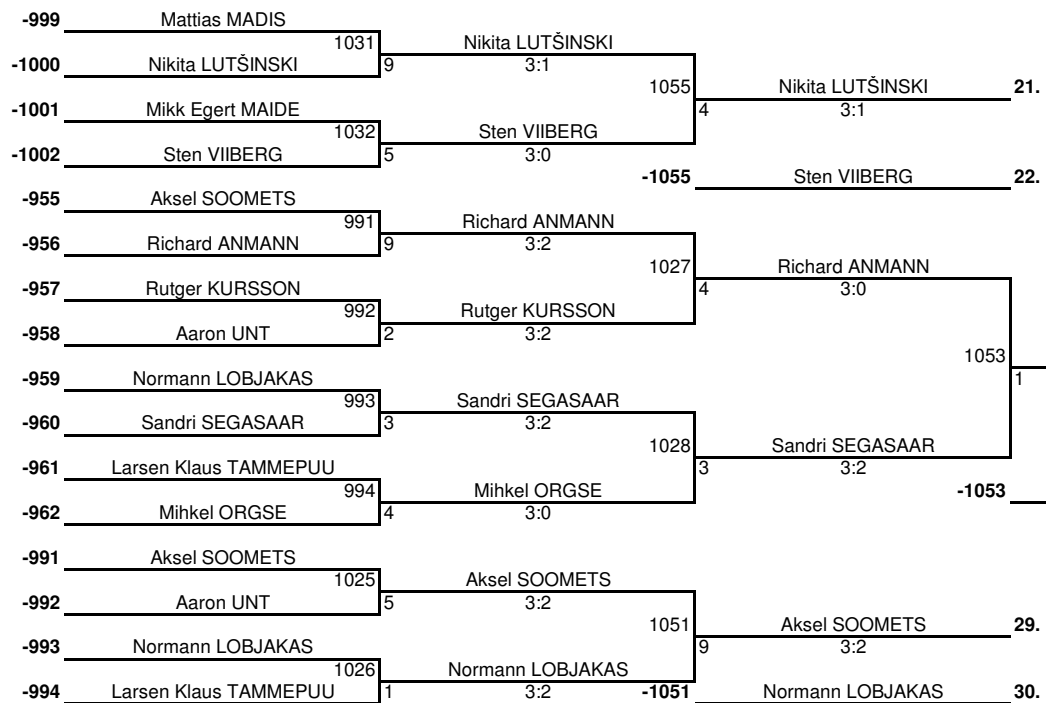 -999 Mattias MADIS
1031 Nikita LUTŠINSKI
-1000 Nikita LUTŠINSKI 9 3:1
1055 Nikita LUTŠINSKI 21.
-1001 Mikk Egert MAIDE 4 3:1
1032 Sten VIIBERG
-1002 Sten VIIBERG 5 3:0
-1055 Sten VIIBERG 22.
-955 Aksel SOOMETS
991 Richard ANMANN
-956 Richard ANMANN 9 3:2
1027 Richard ANMANN
-957 Rutger KURSSON 4 3:0
992 Rutger KURSSON
-958 Aaron UNT 2 3:2
1053
-959 Normann LOBJAKAS 1
993 Sandri SEGASAAR
-960 Sandri SEGASAAR 3 3:2
1028 Sandri SEGASAAR
-961 Larsen Klaus TAMMEPUU 3 3:2
994 Mihkel ORGSE -1053
-962 Mihkel ORGSE 4 3:0
-991 Aksel SOOMETS
1025 Aksel SOOMETS
-992 Aaron UNT 5 3:2
1051 Aksel SOOMETS 29.
-993 Normann LOBJAKAS 9 3:2
1026 Normann LOBJAKAS
-994 Larsen Klaus TAMMEPUU 1 3:2 -1051 Normann LOBJAKAS 30.